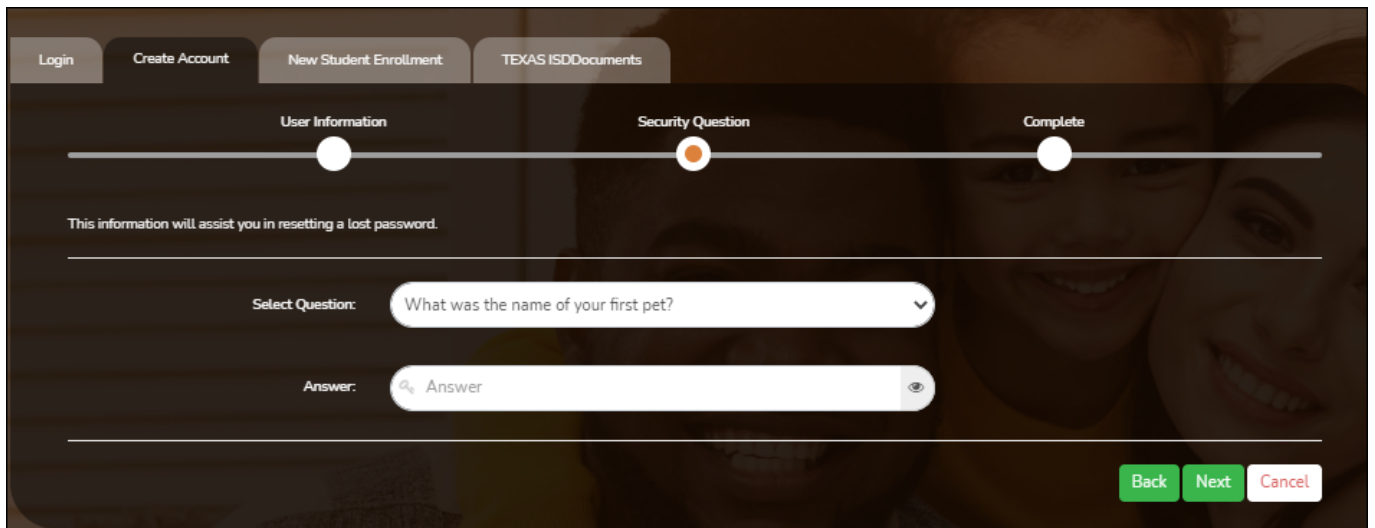 Login Create Account New Student Enrollment TEXAS ISDDocuments
User Information Security Question Complete
This information will assist you in resetting a lost password.
Select Question: What was the name of your first pet?
Answer: Answer
Back Next Cancel